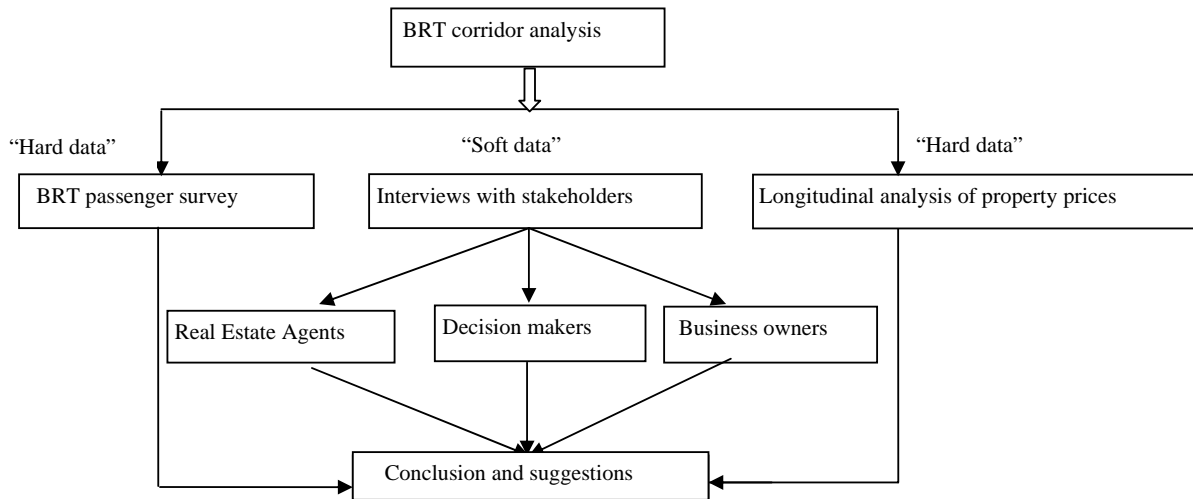 BRT corridor analysis
“Hard data”
“Soft data”
“Hard data”
BRT passenger survey
Interviews with stakeholders
Longitudinal analysis of property prices
Real Estate Agents
Decision makers
Business owners
Conclusion and suggestions